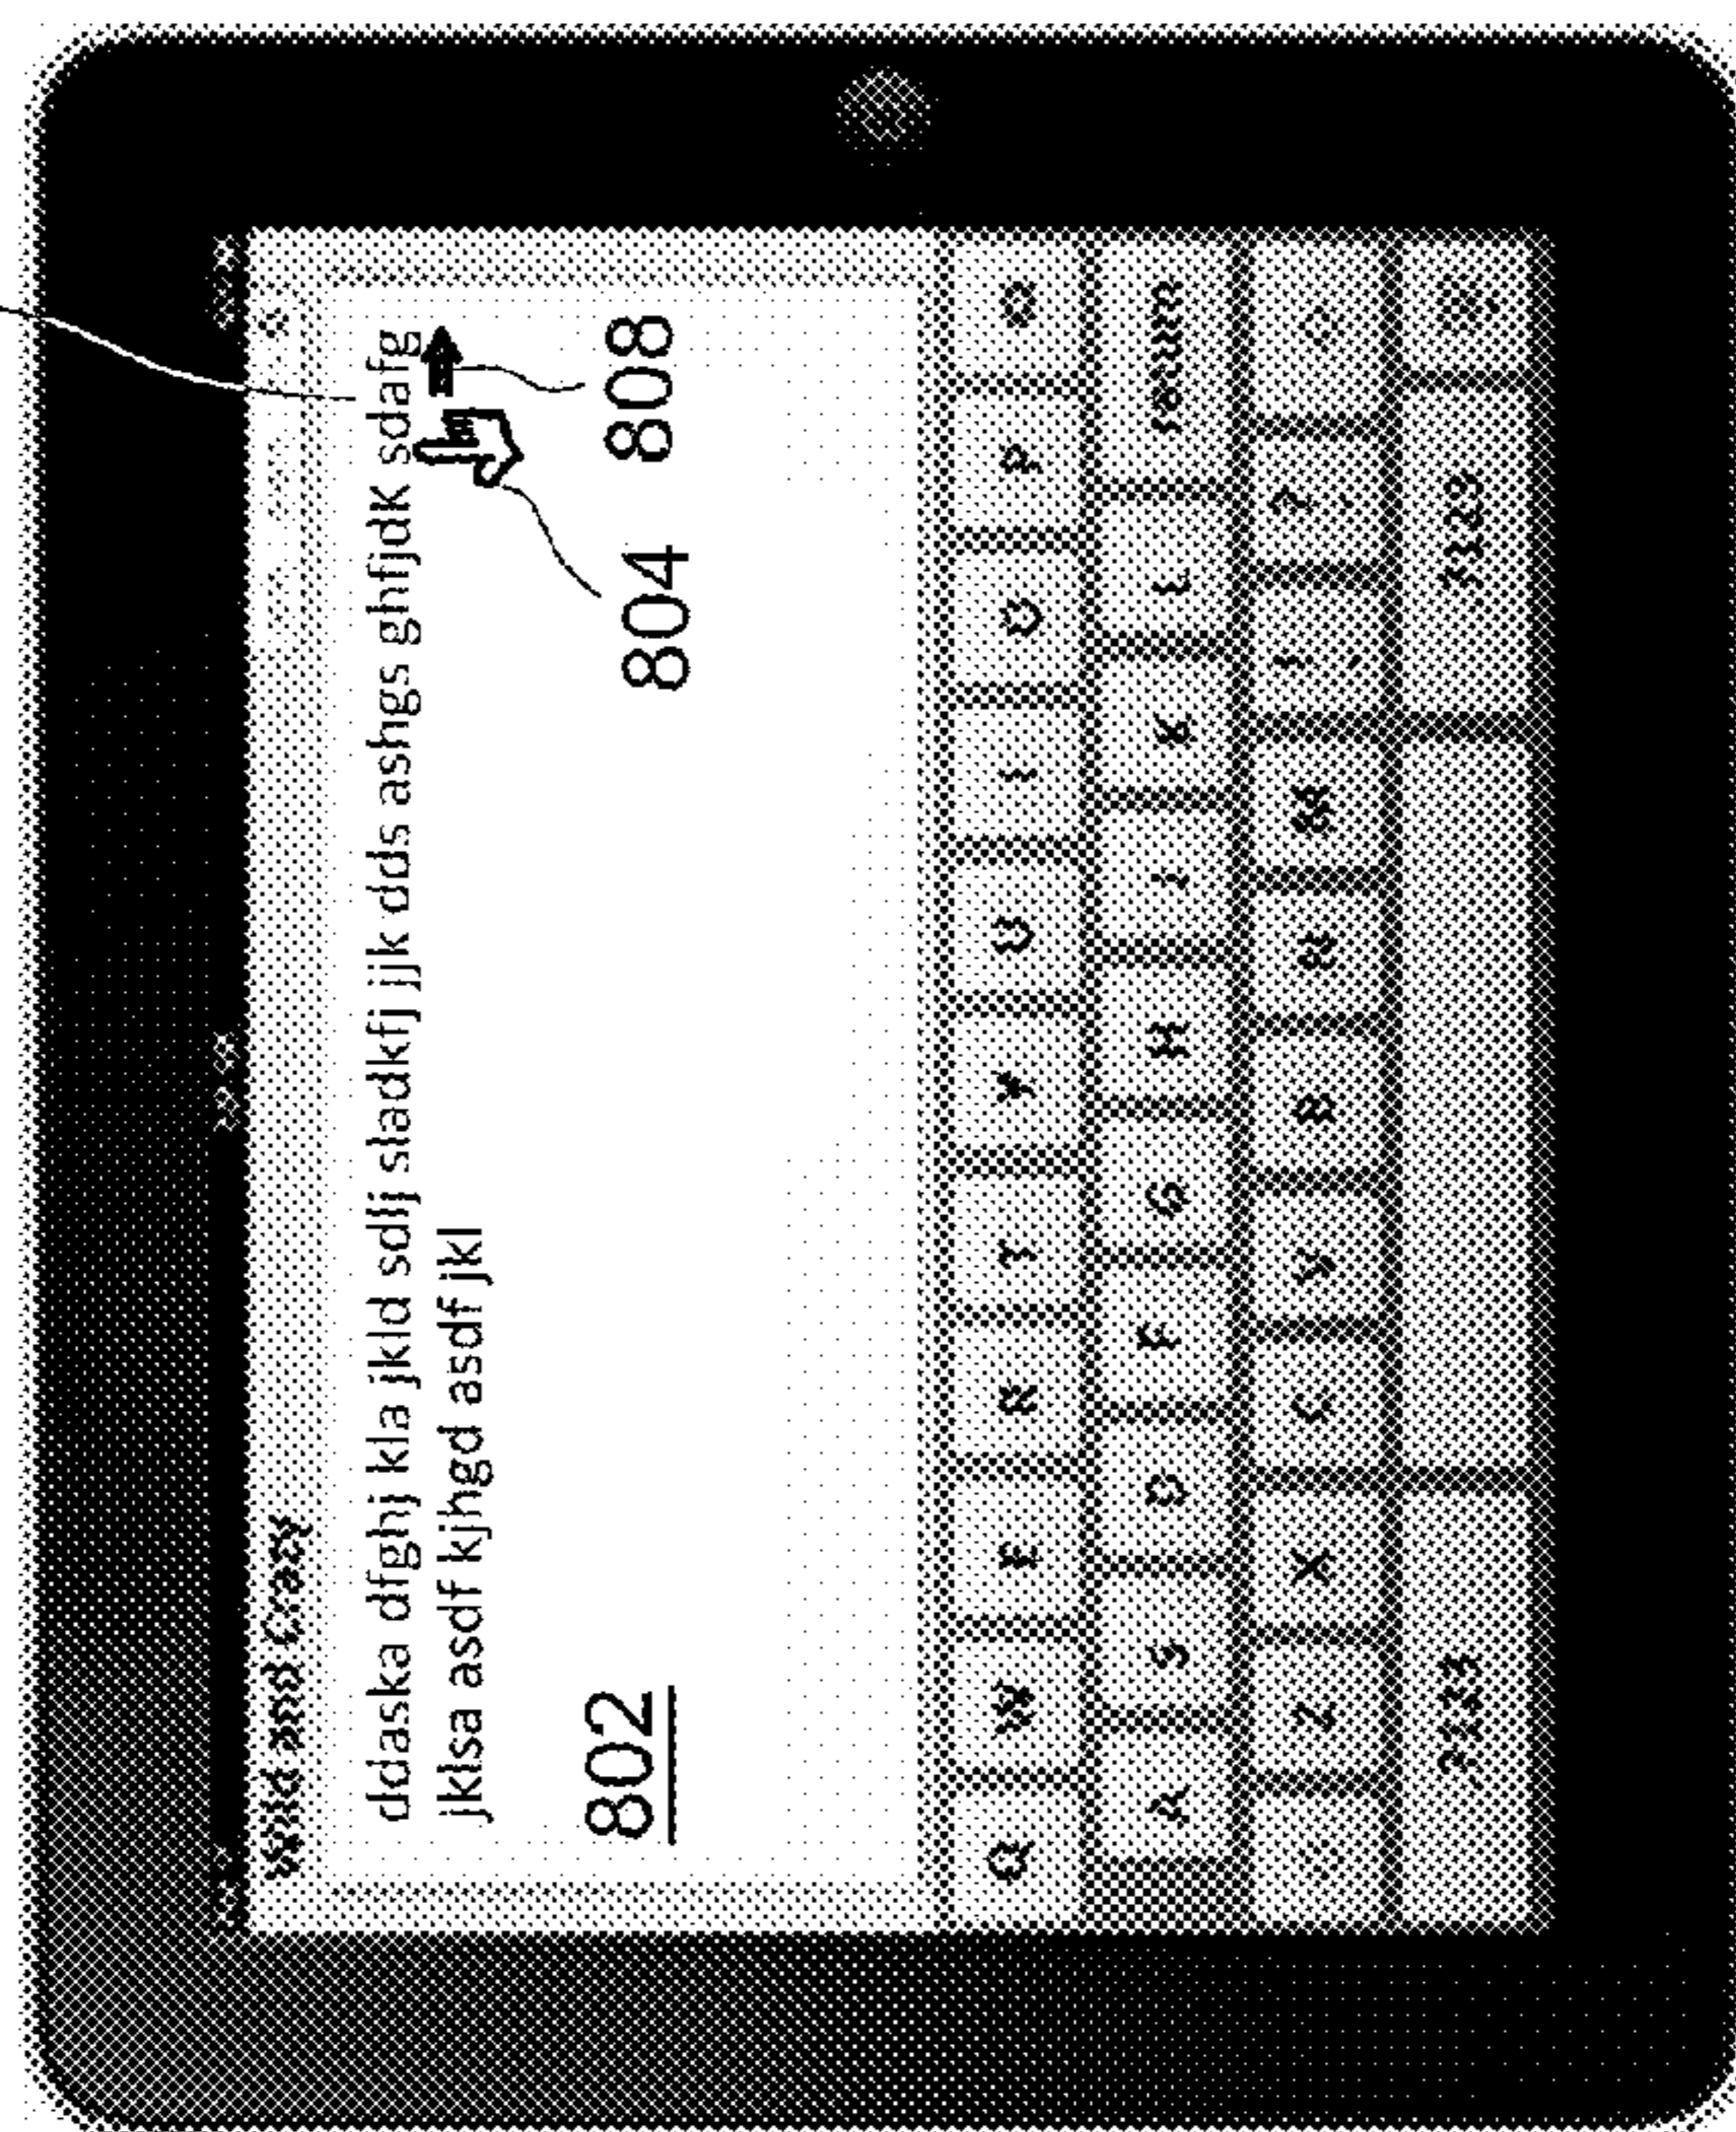 Wild and Crazy
ddaska dfghj kla jkld sdlj sladkfj jjk dds ashgs ghfjdK sdafg
jklsa asdf kjhgd asdf jkl
808
804
802
Q W E R T Y U I O P
A S D F G H J K L return
Z X C V B N M ! ?
.?123 .?123